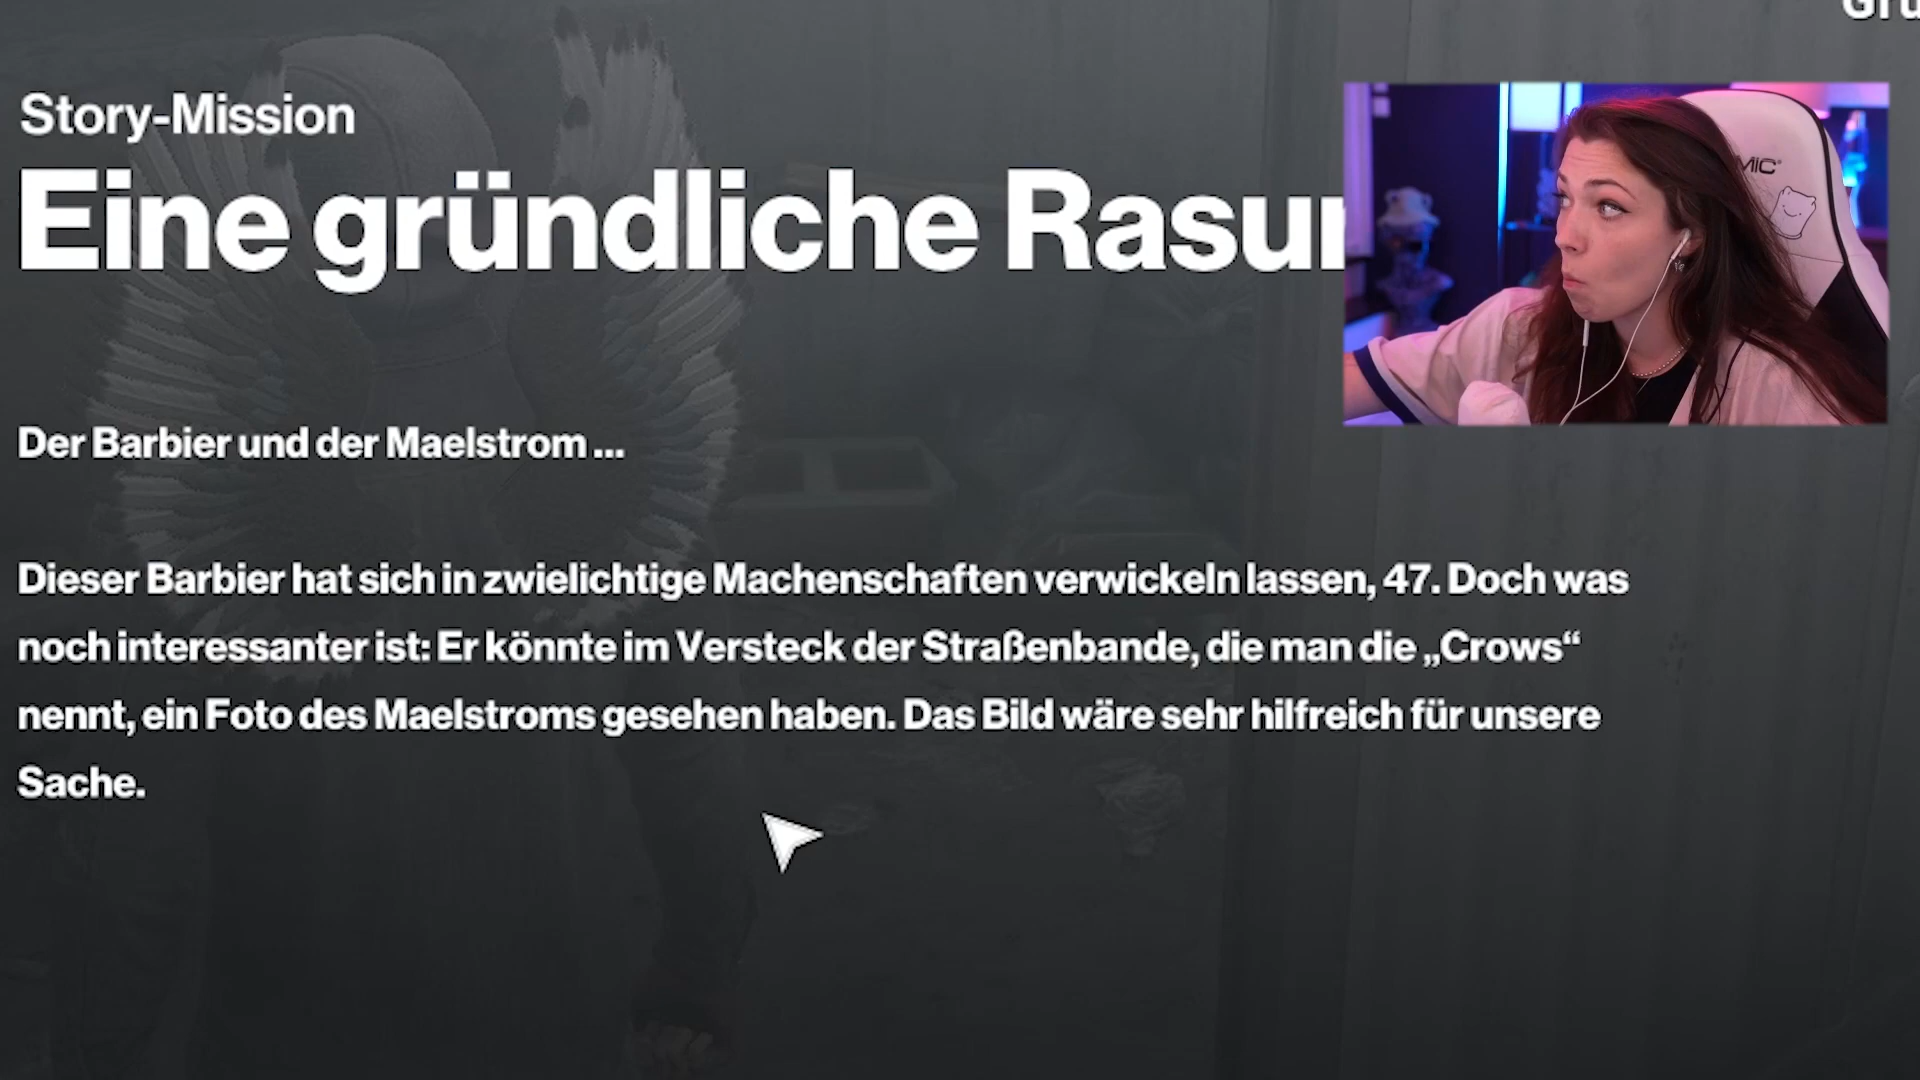 Story-Mission
Eine gründliche Rasur
Der Barbier und der Maelstrom...
Dieser Barbier hat sich in zwielichtige Machenschaften verwickeln lassen, 47. Doch was
noch interessanter ist: Er könnte im Versteck der Straßenbande, die man die „Crows“
nennt, ein Foto des Maelstroms gesehen haben. Das Bild wäre sehr hilfreich für unsere
Sache.